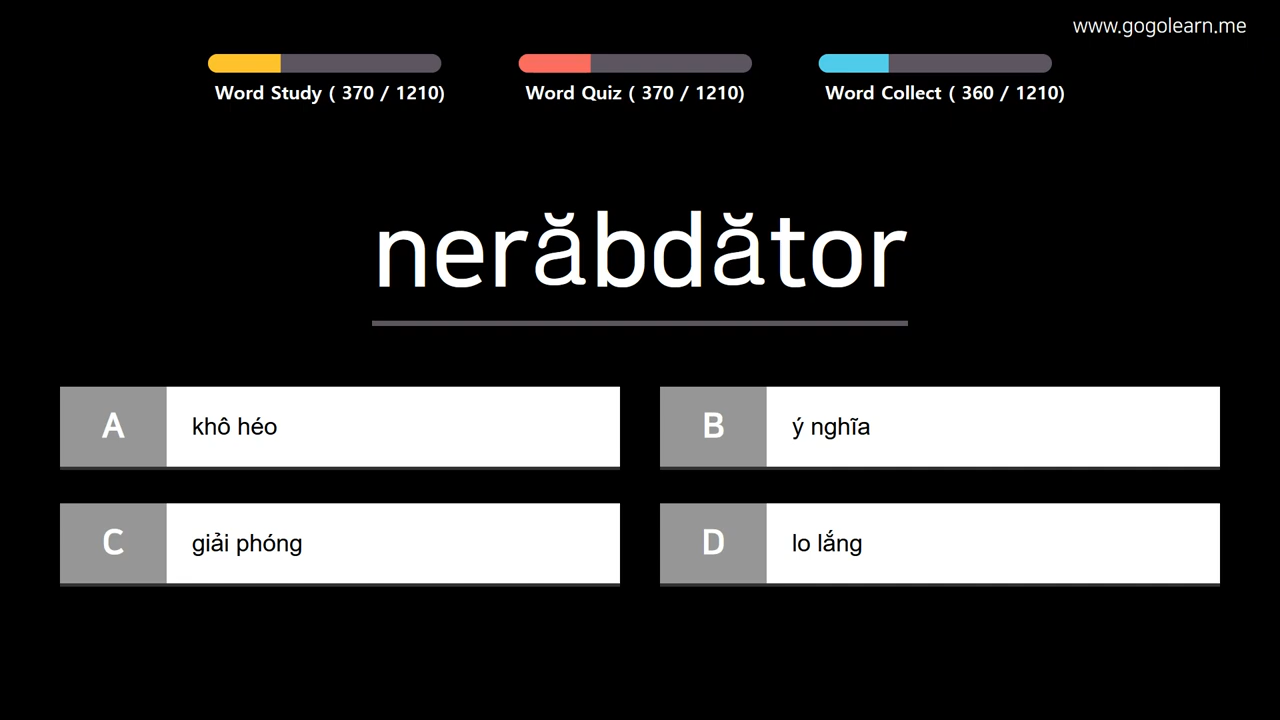 www.gogolearn.me
Word Study ( 370 / 1210)
Word Quiz ( 370 / 1210)
Word Collect ( 360 / 1210)
nerăbdător
A khô héo
B ý nghĩa
C giải phóng
D lo lắng